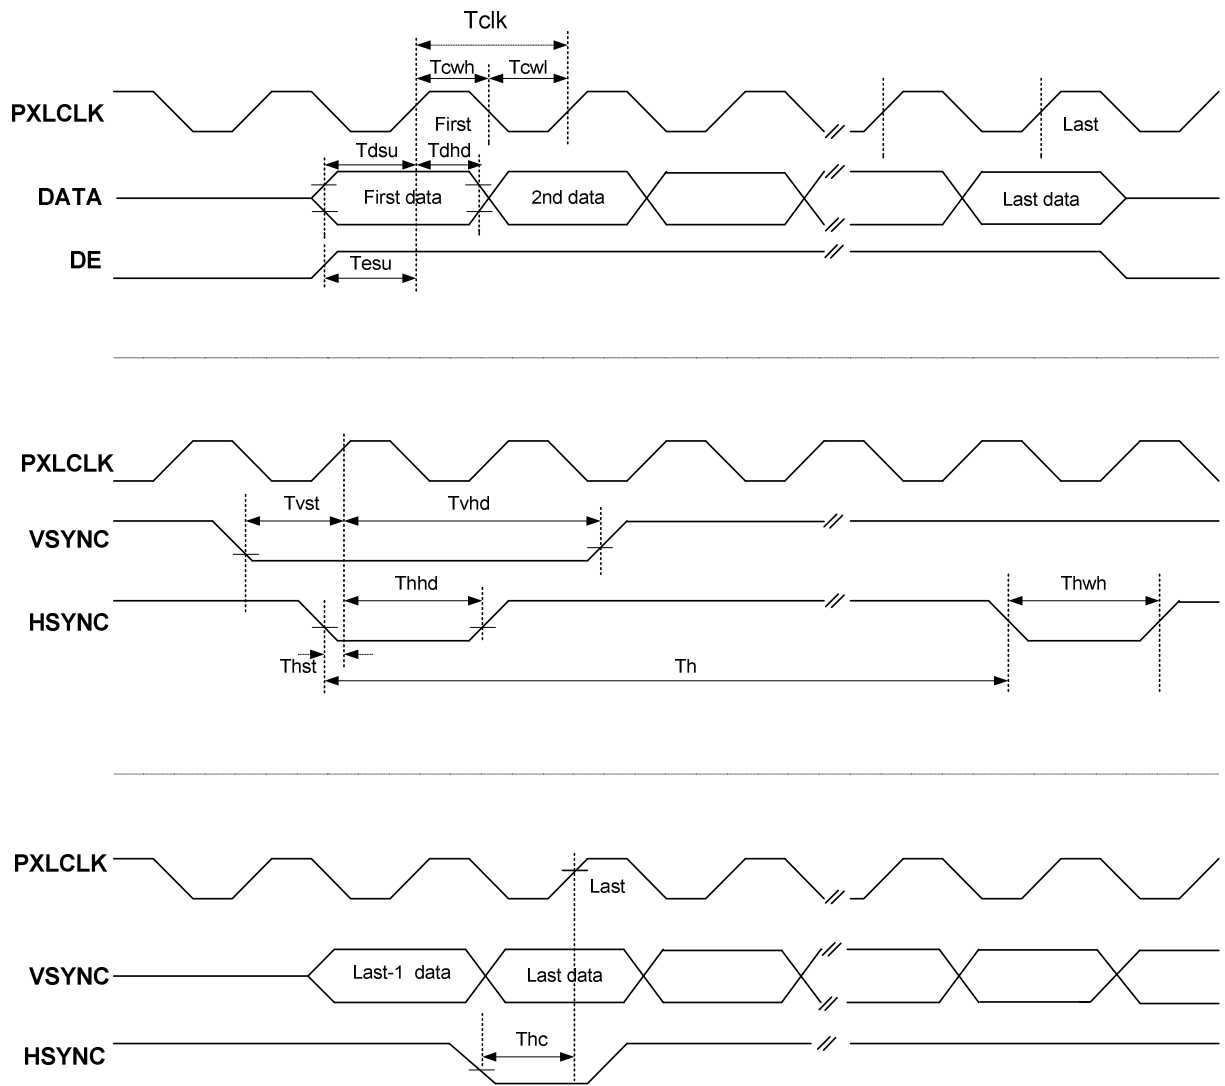 Tclk
Tcwh Tcwl
PXLCLK
First
Last
Tdsu Tdhd
DATA
First data
2nd data
Last data
DE
Tesu
PXLCLK
Tvst
Tvhd
VSYNC
Thhd
Thwh
HSYNC
Thst
Th
PXLCLK
Last
VSYNC
Last-1 data
Last data
Thc
HSYNC